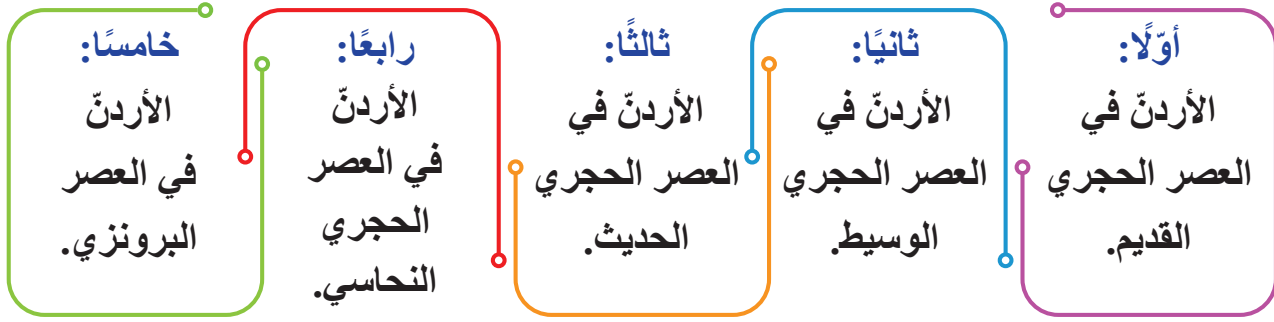 أوّلًا:
الأردنّ في
العصر الحجري
القديم.
ثانيًا:
الأردنّ في
العصر الحجري
الوسيط.
ثالثًا:
الأردنّ في
العصر الحجري
الحديث.
رابعًا:
الأردنّ
في العصر
الحجري
النحاسي.
خامسًا:
الأردنّ
في العصر
البرونزي.